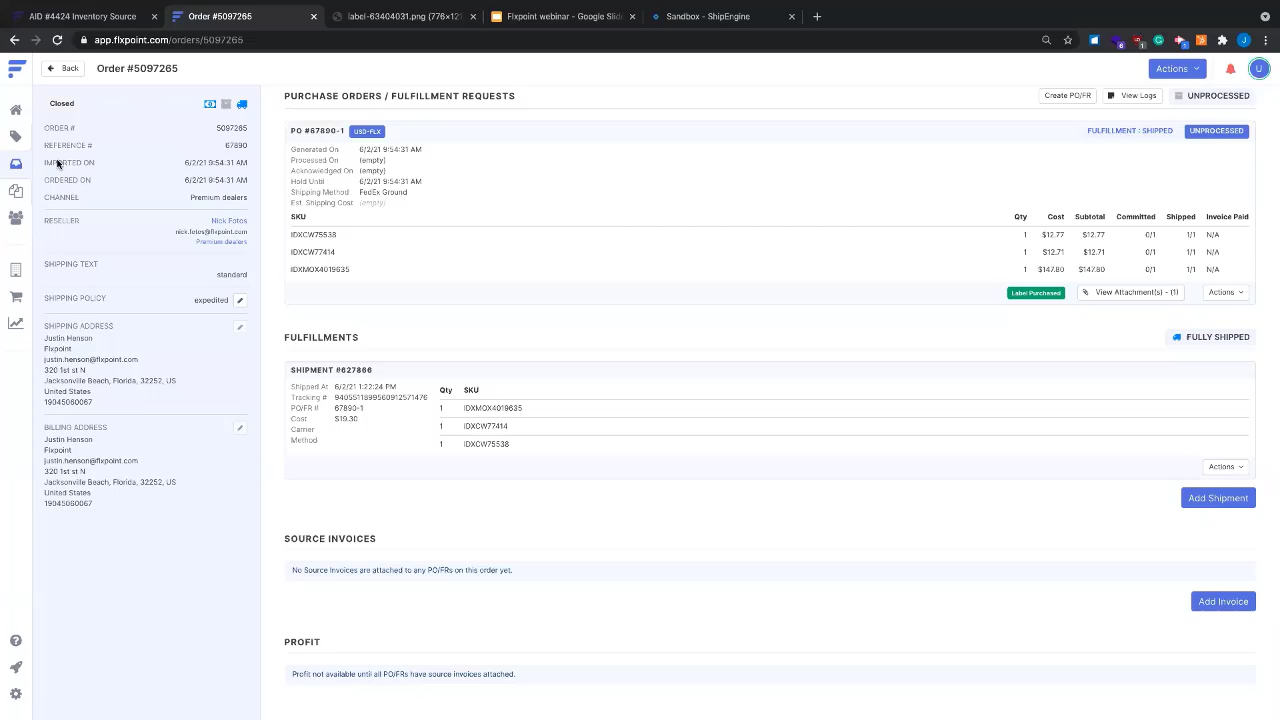 AID #4424 Inventory Source
Order #5097265
label-63404031.png (776×12
Flxpoint webinar - Google Slid
Sandbox - ShipEngine
app.flxpoint.com/orders/5097265
Back
Order #5097265
Actions
U
Closed
ORDER # 5097265
REFERENCE # 67890
IMPORTED ON 6/2/21 9:54:31 AM
ORDERED ON 6/2/21 9:54:31 AM
CHANNEL Premium dealers
RESELLER Nick Fotos
nick.fotos@flxpoint.com
Premium dealers
SHIPPING TEXT
standard
SHIPPING POLICY expedited
SHIPPING ADDRESS
Justin Henson
Flxpoint
justin.henson@flxpoint.com
320 1st st N
Jacksonville Beach, Florida, 32252, US
United States
19045060067
BILLING ADDRESS
Justin Henson
Flxpoint
justin.henson@flxpoint.com
320 1st st N
Jacksonville Beach, Florida, 32252, US
United States
19045060067
PURCHASE ORDERS / FULFILLMENT REQUESTS
Create PO/FR View Logs UNPROCESSED
PO #67890-1 USD-FLX FULFILLMENT : SHIPPED UNPROCESSED
Generated On 6/2/21 9:54:31 AM
Processed On (empty)
Acknowledged On (empty)
Hold Until 6/2/21 9:54:31 AM
Shipping Method FedEx Ground
Est. Shipping Cost (empty)
SKU Qty Cost Subtotal Committed Shipped Invoice Paid
IDXCW75538 1 $12.77 $12.77 0/1 1/1 N/A
IDXCW77414 1 $12.71 $12.71 0/1 1/1 N/A
IDXMOX4019635 1 $147.80 $147.80 0/1 1/1 N/A
Label Purchased View Attachment(s) - (1) Actions
FULFILLMENTS FULLY SHIPPED
SHIPMENT #627866
Shipped At 6/2/21 1:22:24 PM
Tracking # 9405511899560912571476
PO/FR # 67890-1
Cost $19.30
Carrier
Method
Qty SKU
1 IDXMOX4019635
1 IDXCW77414
1 IDXCW75538
Actions
Add Shipment
SOURCE INVOICES
No Source Invoices are attached to any PO/FRs on this order yet.
Add Invoice
PROFIT
Profit not available until all PO/FRs have source invoices attached.